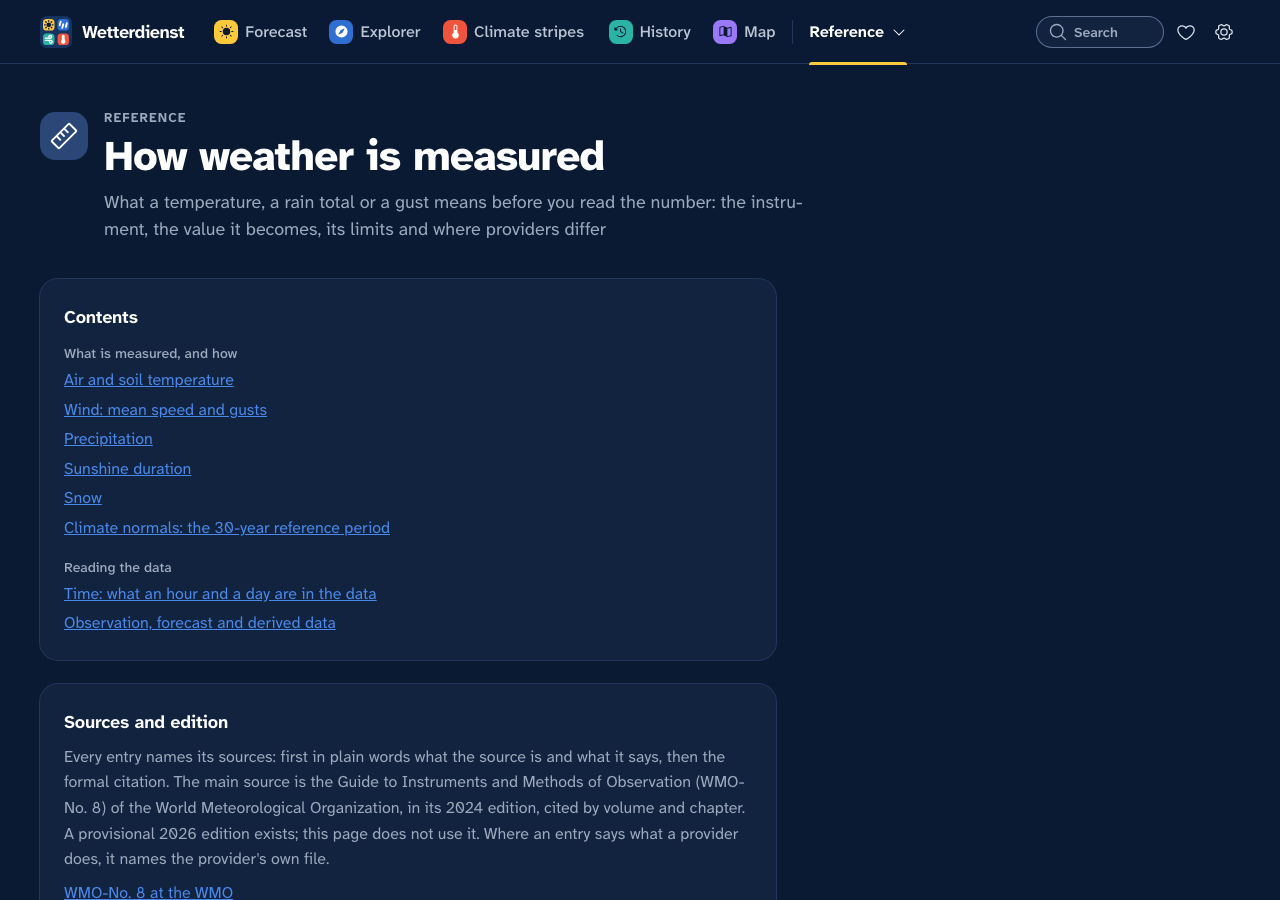 Wetterdienst Forecast Explorer Climate stripes History Map Reference Search
REFERENCE
How weather is measured
What a temperature, a rain total or a gust means before you read the number: the instru-
ment, the value it becomes, its limits and where providers differ
Contents
What is measured, and how
Air and soil temperature
Wind: mean speed and gusts
Precipitation
Sunshine duration
Snow
Climate normals: the 30-year reference period
Reading the data
Time: what an hour and a day are in the data
Observation, forecast and derived data
Sources and edition
Every entry names its sources: first in plain words what the source is and what it says, then the
formal citation. The main source is the Guide to Instruments and Methods of Observation (WMO-
No. 8) of the World Meteorological Organization, in its 2024 edition, cited by volume and chapter.
A provisional 2026 edition exists; this page does not use it. Where an entry says what a provider
does, it names the provider's own file.
WMO-No. 8 at the WMO